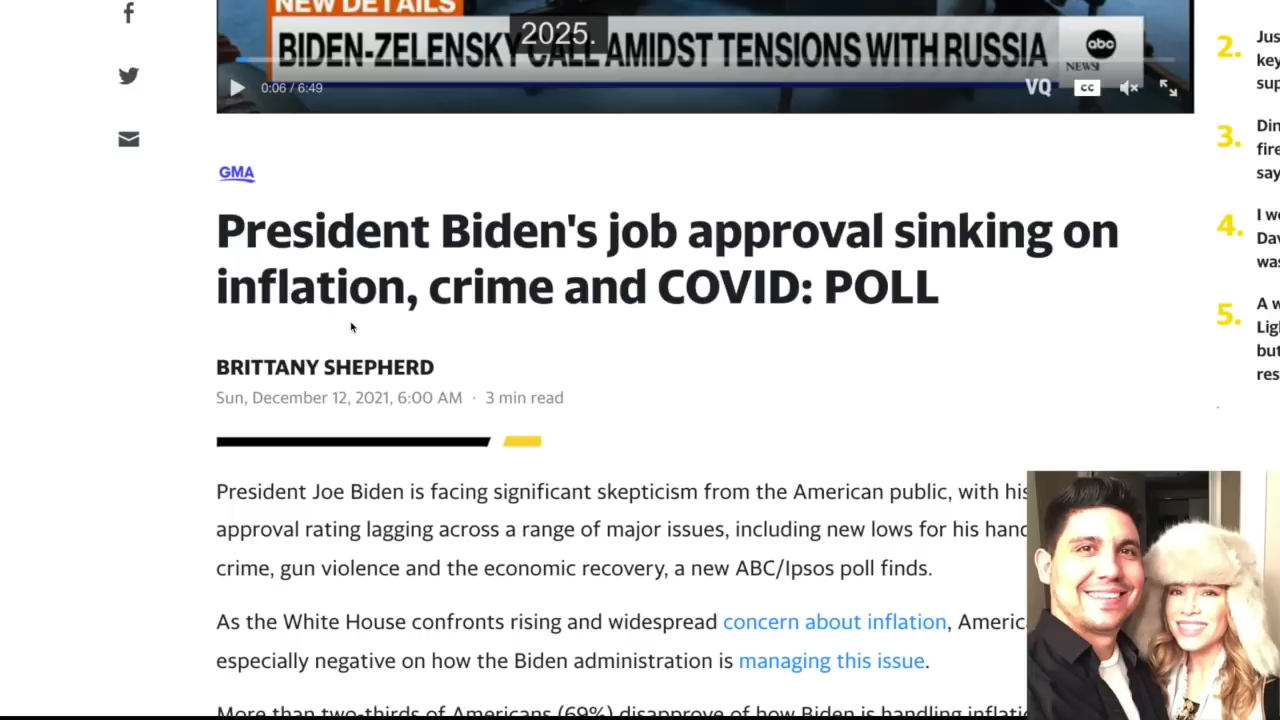 NEW DETAILS
2025.
BIDEN-ZELENSKY CALL AMIDST TENSIONS WITH RUSSIA
abc
NEWS
0:06 / 6:49
VQ
CC
GMA
President Biden's job approval sinking on
inflation, crime and COVID: POLL
BRITTANY SHEPHERD
Sun, December 12, 2021, 6:00 AM · 3 min read
President Joe Biden is facing significant skepticism from the American public, with his
approval rating lagging across a range of major issues, including new lows for his hand
crime, gun violence and the economic recovery, a new ABC/Ipsos poll finds.
As the White House confronts rising and widespread concern about inflation, Americ
especially negative on how the Biden administration is managing this issue.
More than two-thirds of Americans (69%) disapprove of how Biden is handling inflati
2. Jus
key
sup
3. Din
fire
say
4. I w
Dav
was
5. A w
Ligh
but
res